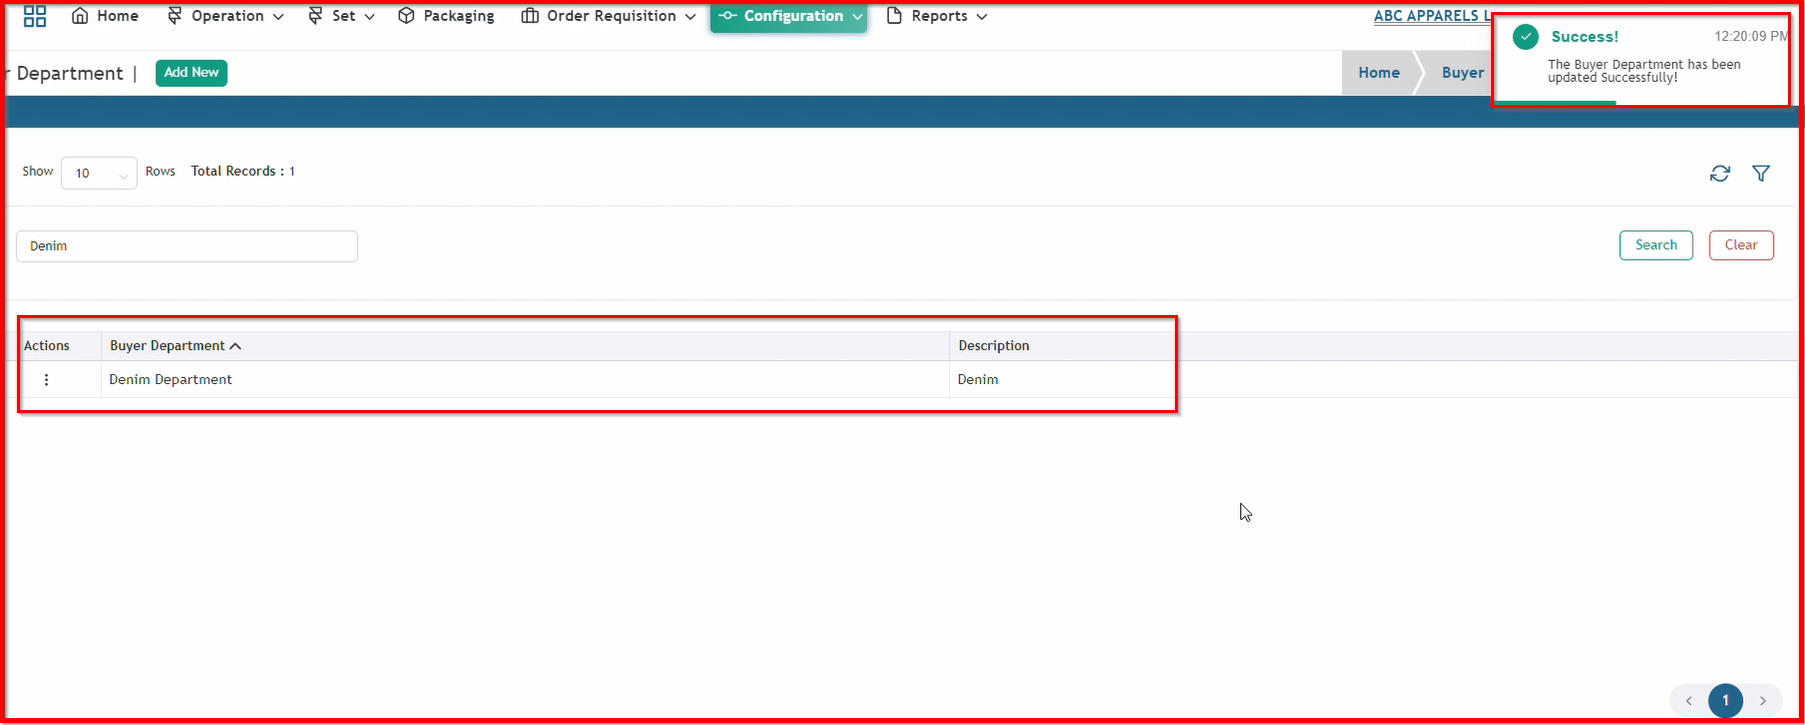 Home Operation Set Packaging Order Requisition Configuration Reports ABC APPARELS L
Success! 12:20:09 PM
The Buyer Department has been
updated Successfully!
r Department | Add New Home Buyer
Show 10 Rows Total Records : 1
Denim Search Clear
Actions Buyer Department Description
Denim Department Denim
1